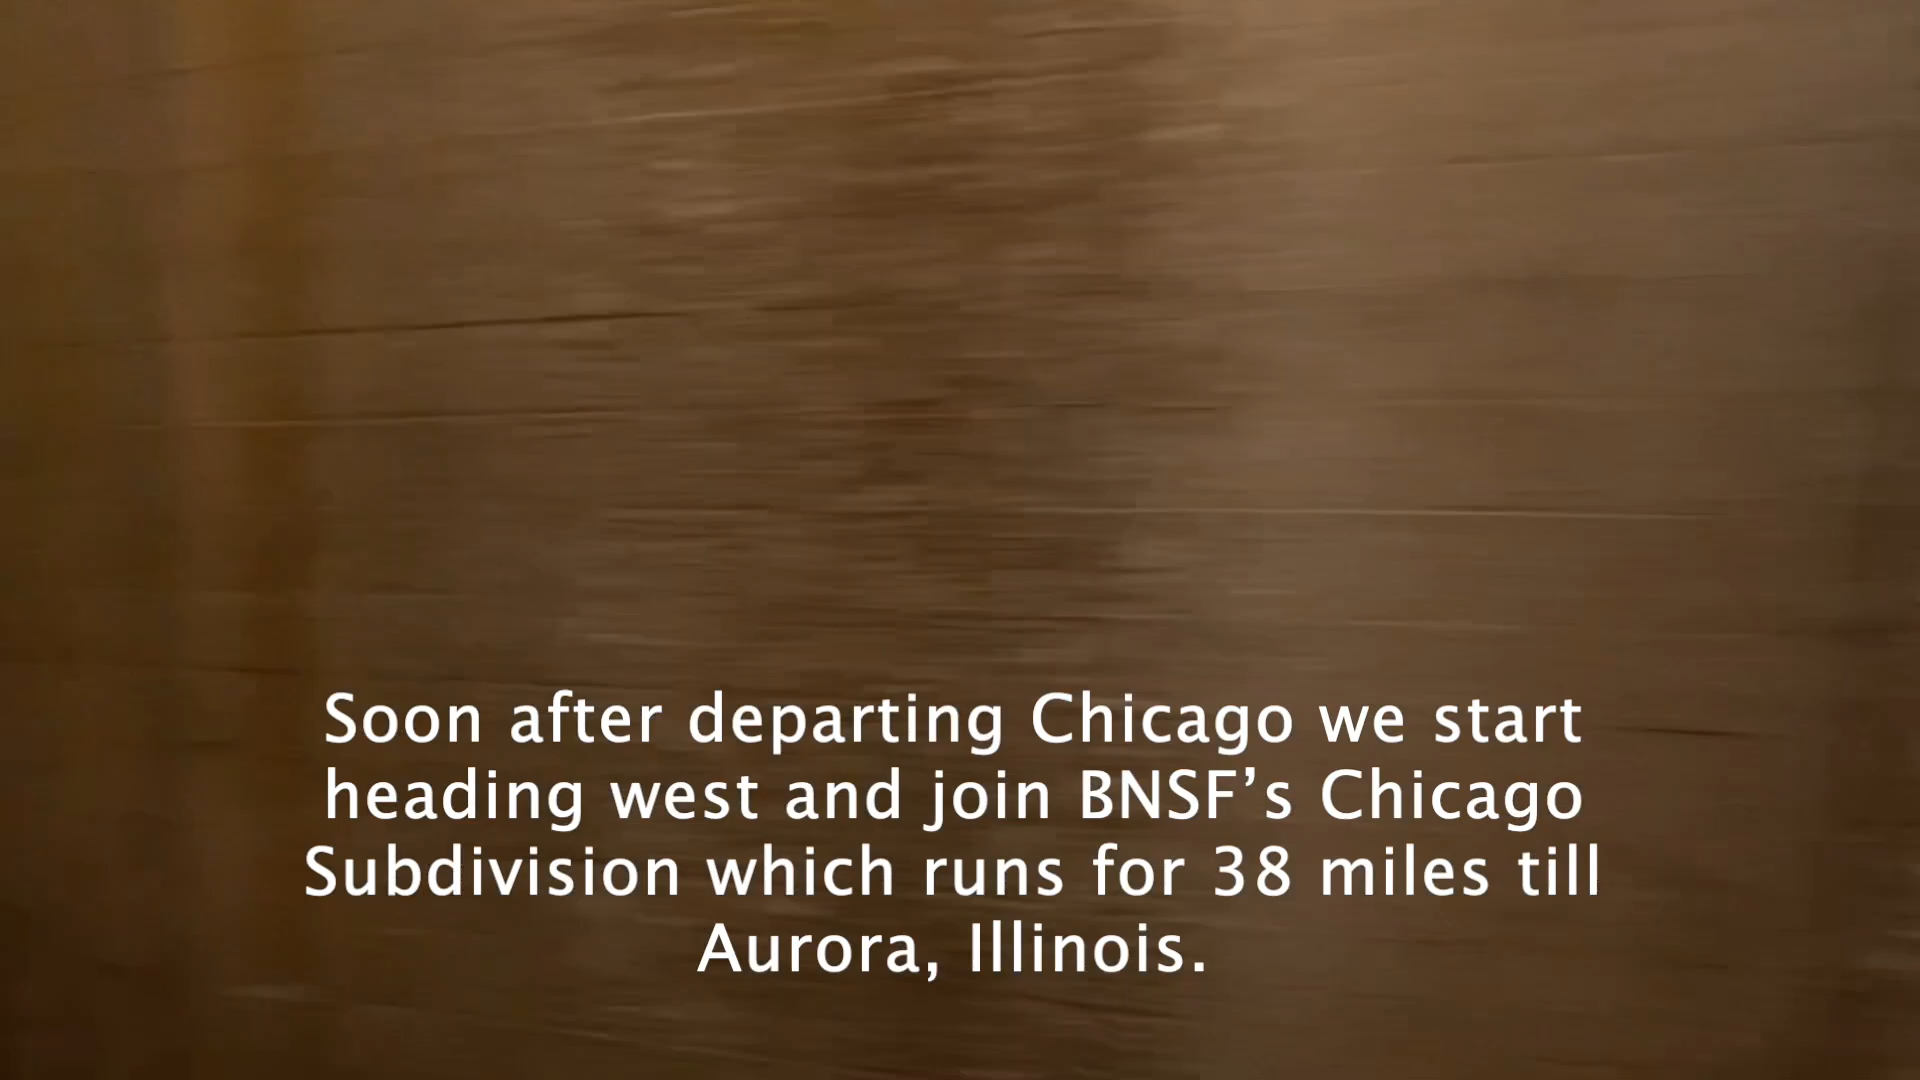 Soon after departing Chicago we start
heading west and join BNSF’s Chicago
Subdivision which runs for 38 miles till
Aurora, Illinois.